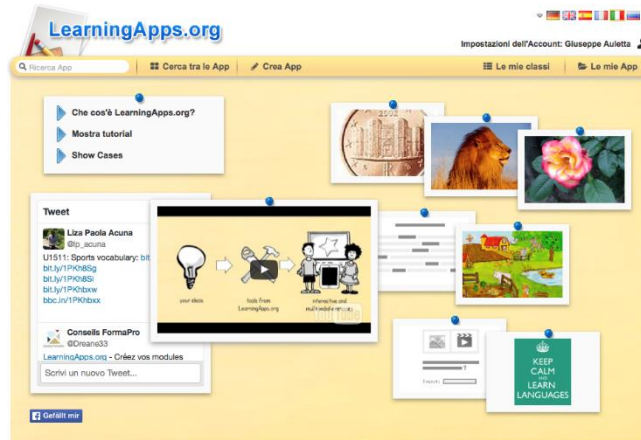 LearningApps.org
Impostazioni dell'Account: Giuseppe Auletta
Ricerca App
Cerca tra le App
Crea App
Le mie classi
Le mie App
Che cos'è LearningApps.org?
Mostra tutorial
Show Cases
2002
Tweet
Liza Paola Acuna
@lp_acuna
U1511: Sports vocabulary: bit
bit.ly/1PKh8Sg
bit.ly/1PKh8Si
bit.ly/1PKhbxw
bbc.in/1PKhbxx
Conseils FormaPro
@Dreane33
LearningApps.org - Créez vos modules
Scrivi un nuovo Tweet...
your ideas
tools from
LearningApps.org
interactive and
YouTube
?
KEEP
CALM
AND
LEARN
LANGUAGES
Gefällt mir